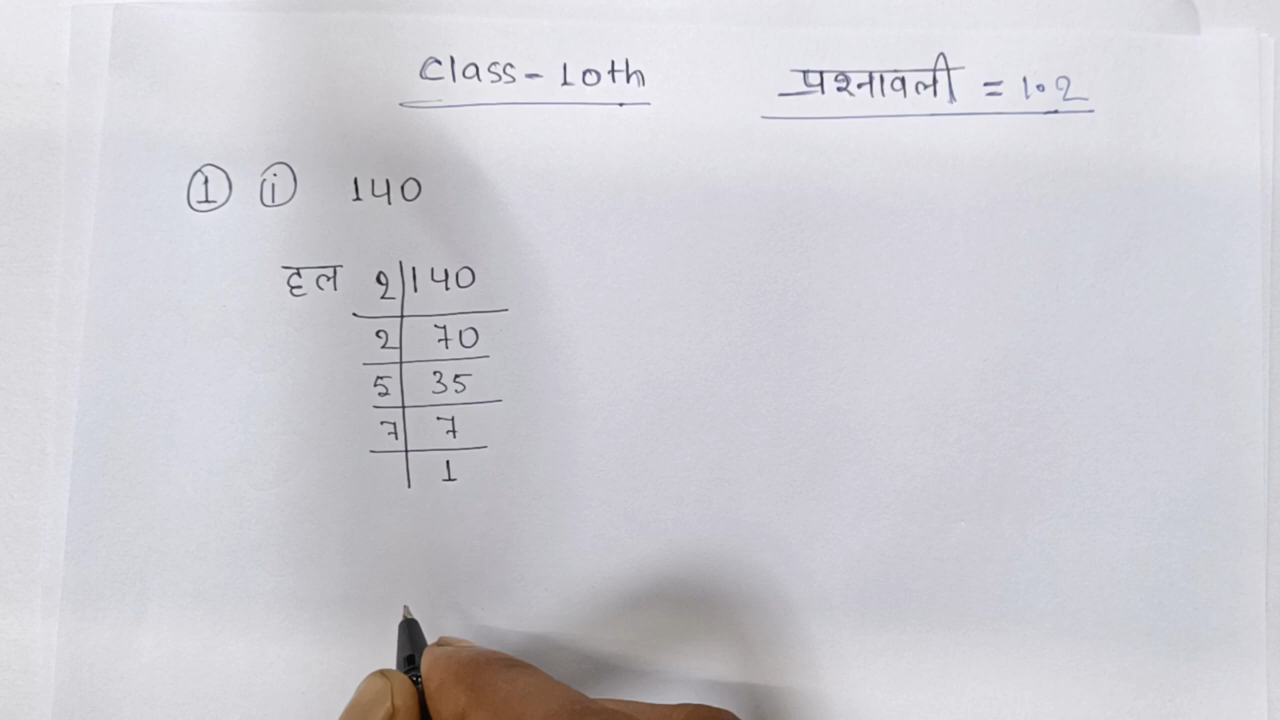 Class - 10th प्रश्नावली = 1.2
① ⓘ 140
हल 2 | 140
2 | 70
5 | 35
7 | 7
| 1